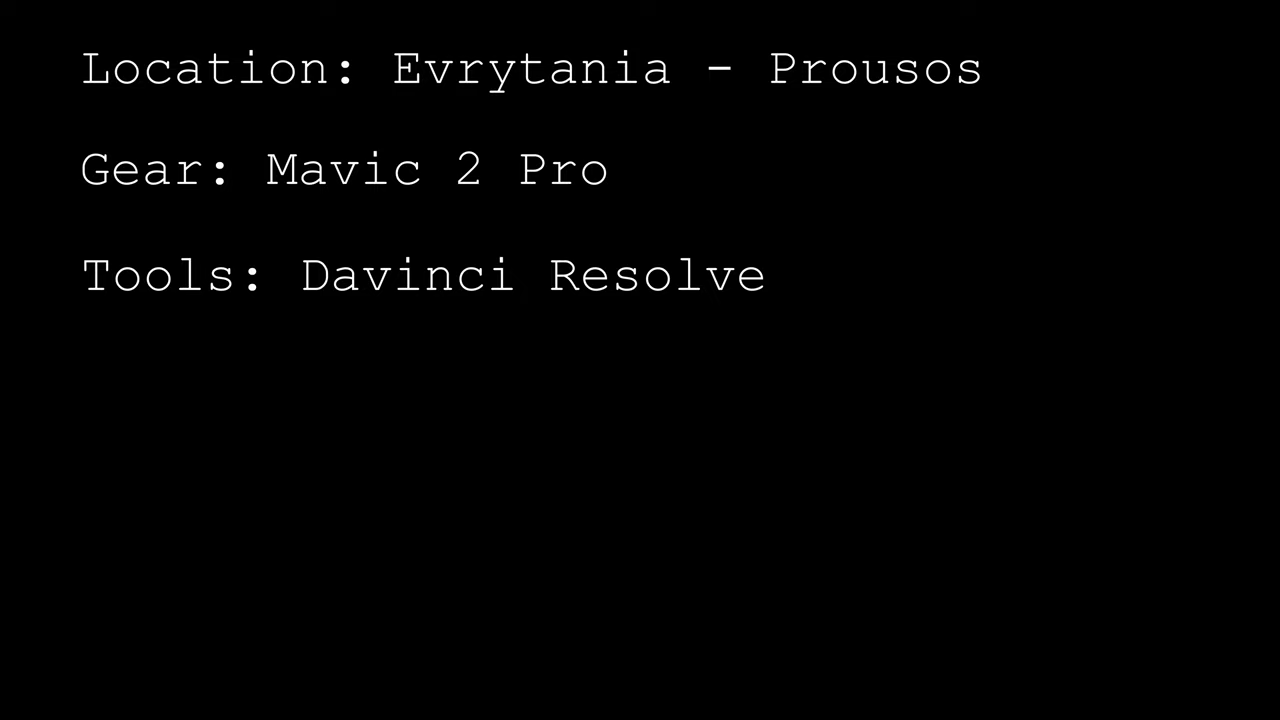 Location: Evrytania - Prousos
Gear: Mavic 2 Pro
Tools: Davinci Resolve